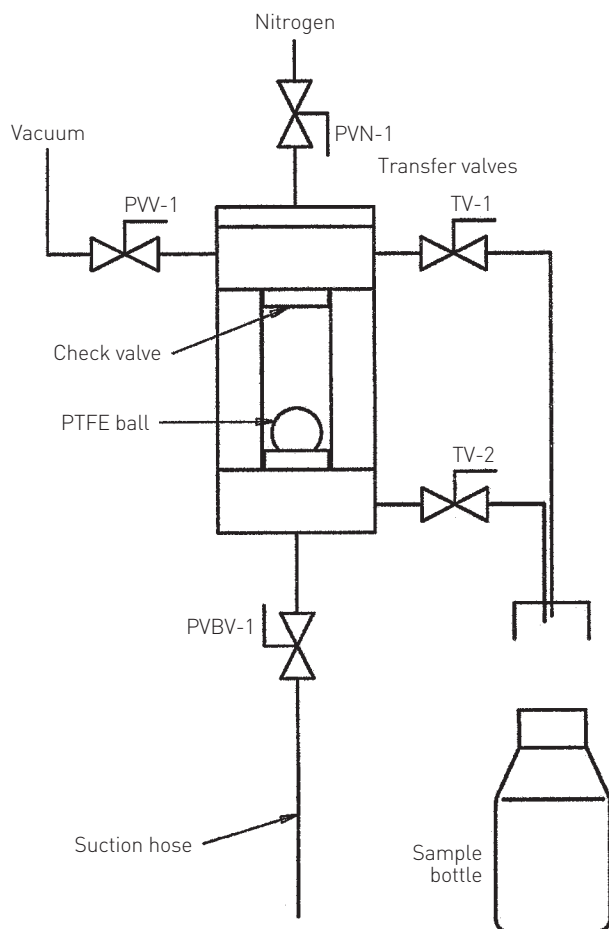 Nitrogen
Vacuum
PVN-1
Transfer valves
PVV-1
TV-1
Check valve
PTFE ball
TV-2
PVBV-1
Suction hose
Sample
bottle